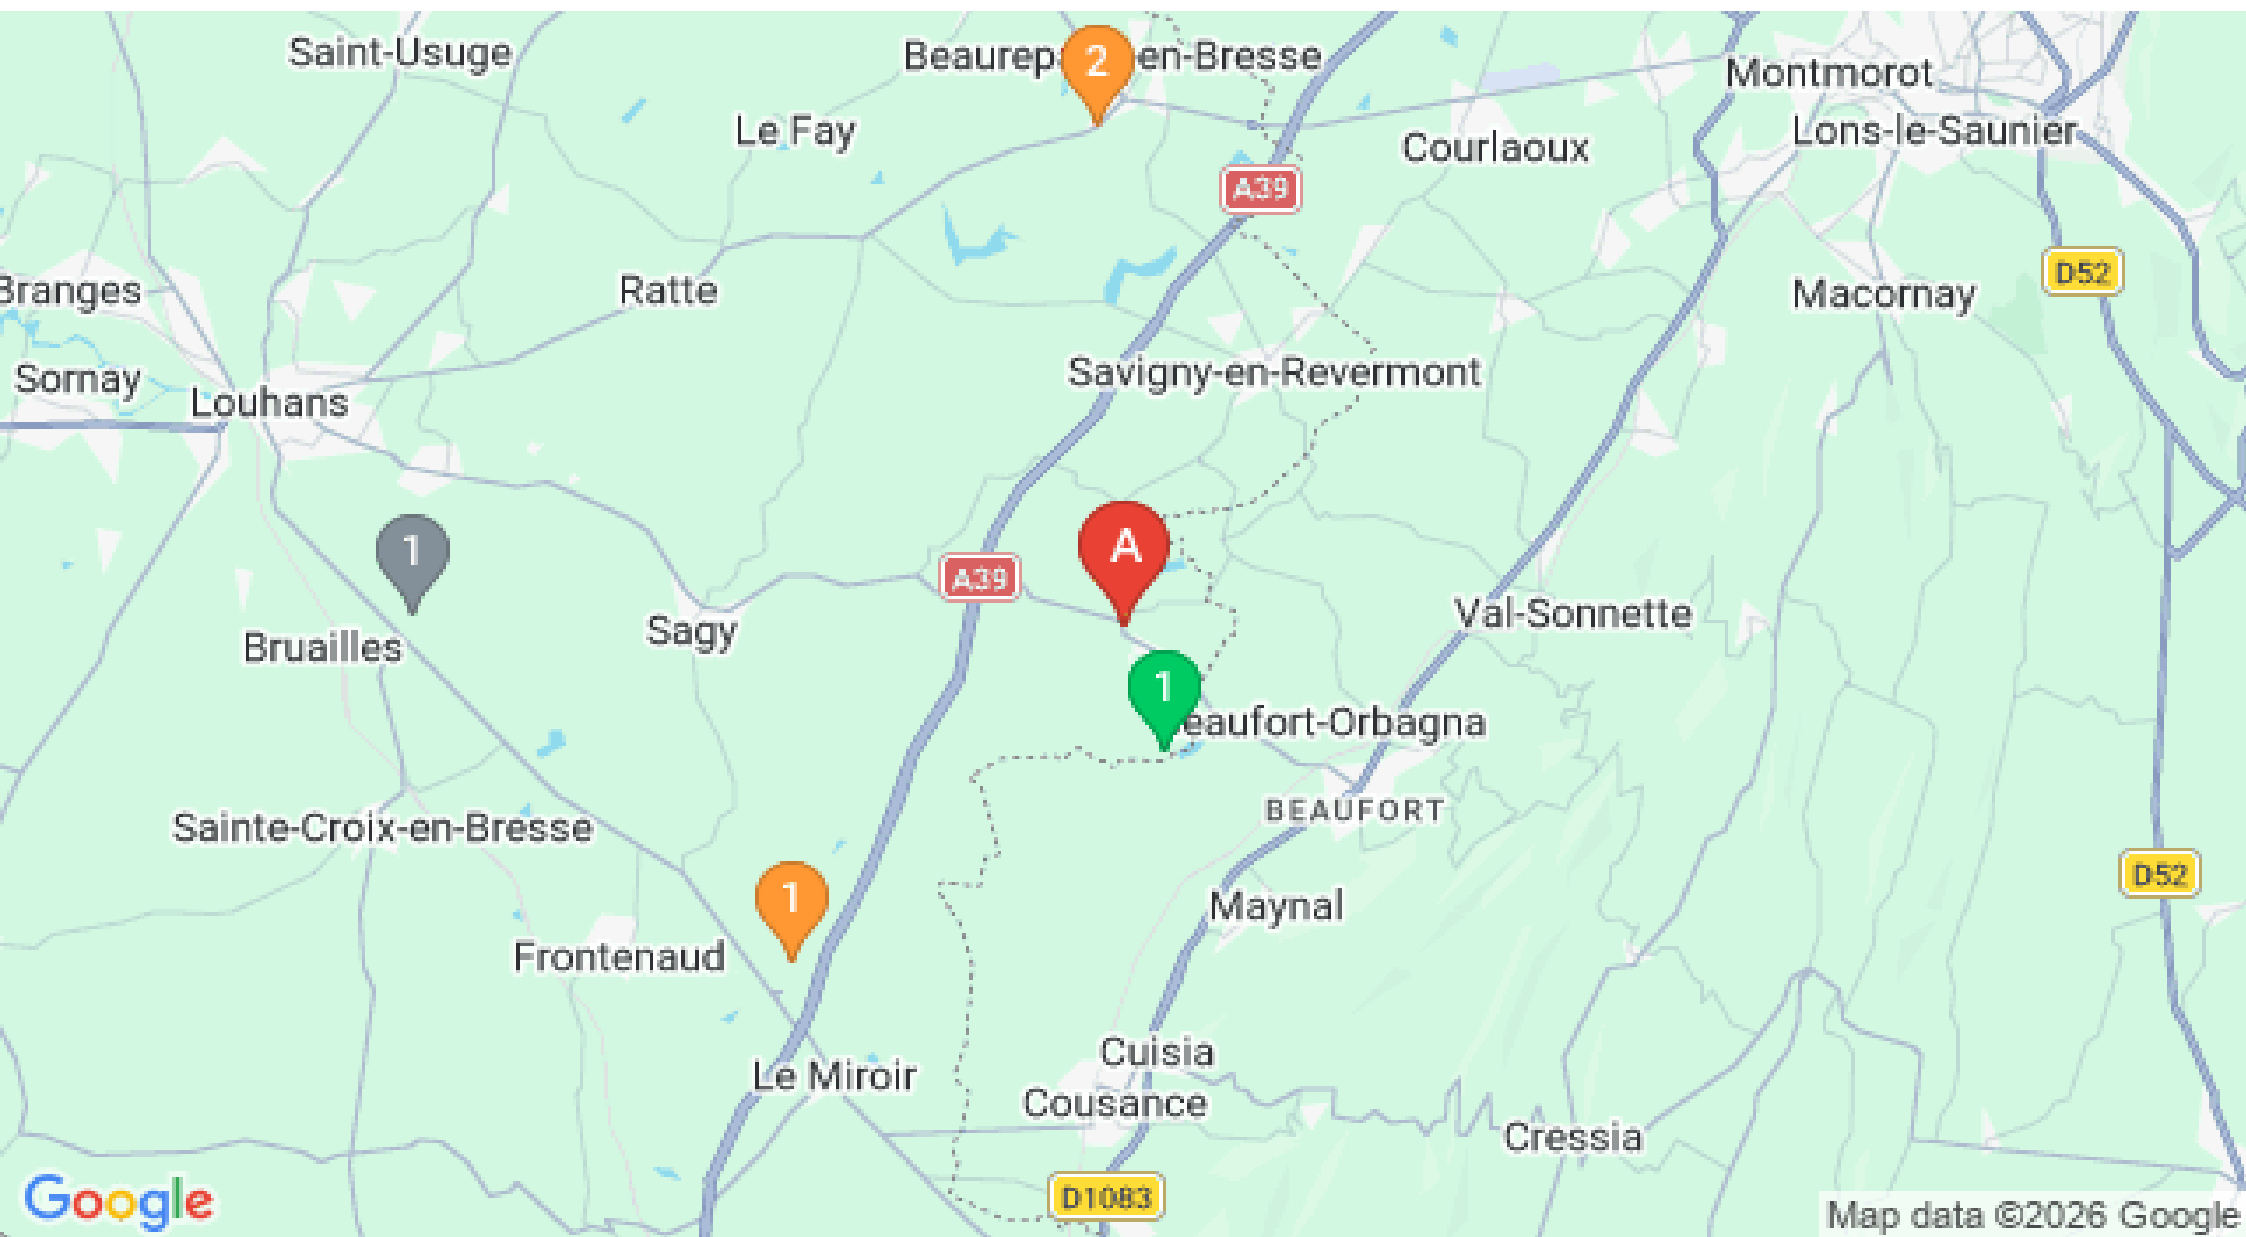 Saint-Usuge
Beaurep
2
en-Bresse
Montmorot
Le Fay
Lons-le-Saunier
Courlaoux
A39
D52
Branges
Ratte
Macornay
Sornay
Savigny-en-Revermont
Louhans
1
A
A39
Sagy
Val-Sonnette
Bruailles
1
eaufort-Orbagna
BEAUFORT
Sainte-Croix-en-Bresse
D52
1
Maynal
Frontenaud
Cuisia
Le Miroir
Cousance
Cressia
D1083
Google
Map data ©2026 Google